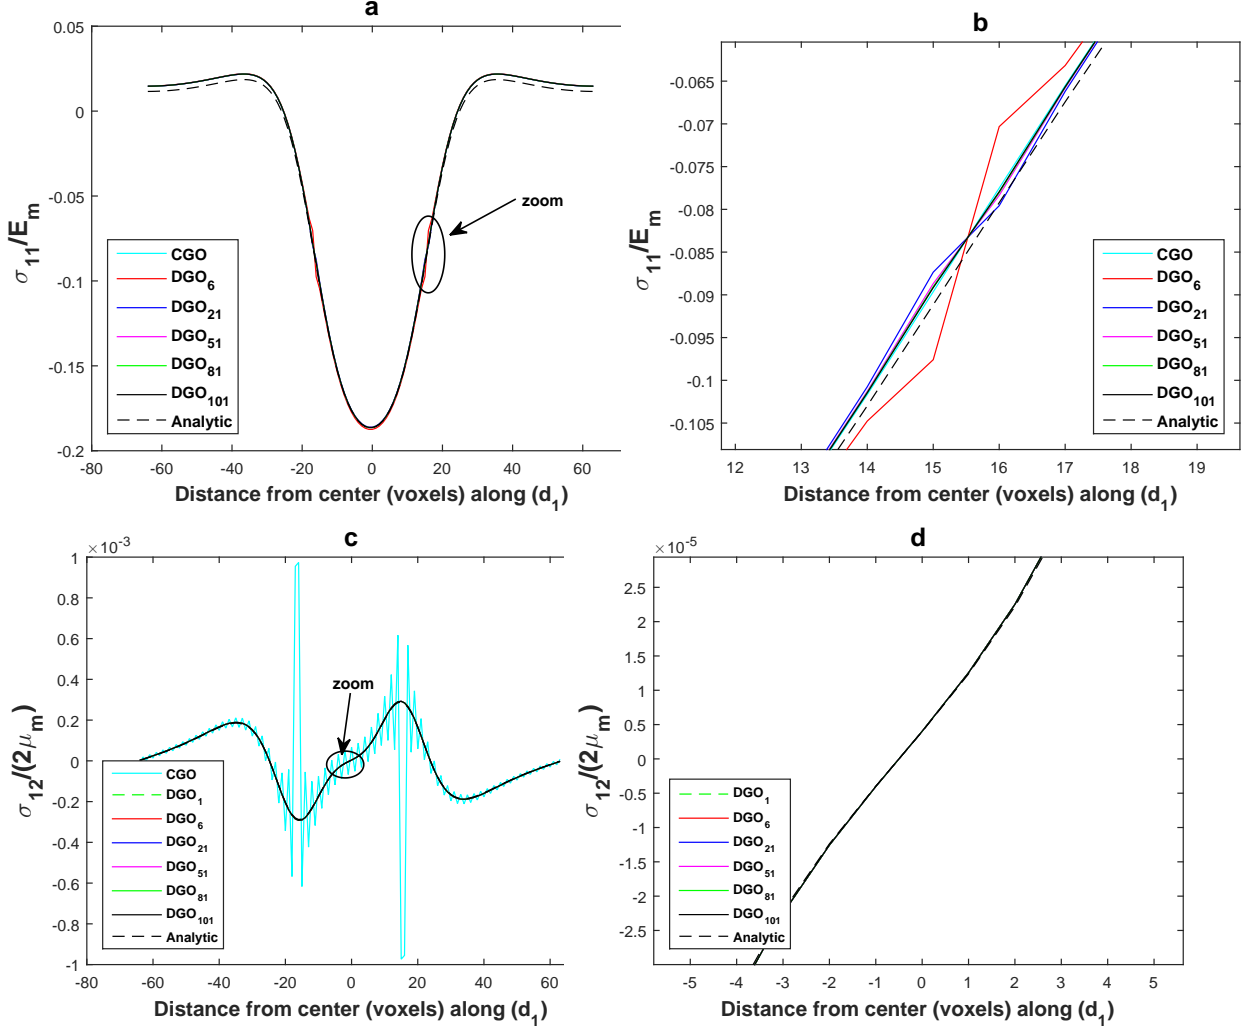 a
0.05
0
-0.05
-0.1
-0.15
-0.2
σ11/Em
zoom
CGO
DGO6
DGO21
DGO51
DGO81
DGO101
Analytic
-80 -60 -40 -20 0 20 40 60
Distance from center (voxels) along (d1)
b
-0.065
-0.07
-0.075
-0.08
-0.085
-0.09
-0.095
-0.1
-0.105
σ11/Em
CGO
DGO6
DGO21
DGO51
DGO81
DGO101
Analytic
12 13 14 15 16 17 18 19
Distance from center (voxels) along (d1)
c
×10-3
1
0.8
0.6
0.4
0.2
0
-0.2
-0.4
-0.6
-0.8
-1
σ12/(2μm)
zoom
CGO
DGO1
DGO6
DGO21
DGO51
DGO81
DGO101
Analytic
-80 -60 -40 -20 0 20 40 60
Distance from center (voxels) along (d1)
d
×10-5
2.5
2
1.5
1
0.5
0
-0.5
-1
-1.5
-2
-2.5
σ12/(2μm)
DGO1
DGO6
DGO21
DGO51
DGO81
DGO101
Analytic
-5 -4 -3 -2 -1 0 1 2 3 4 5
Distance from center (voxels) along (d1)